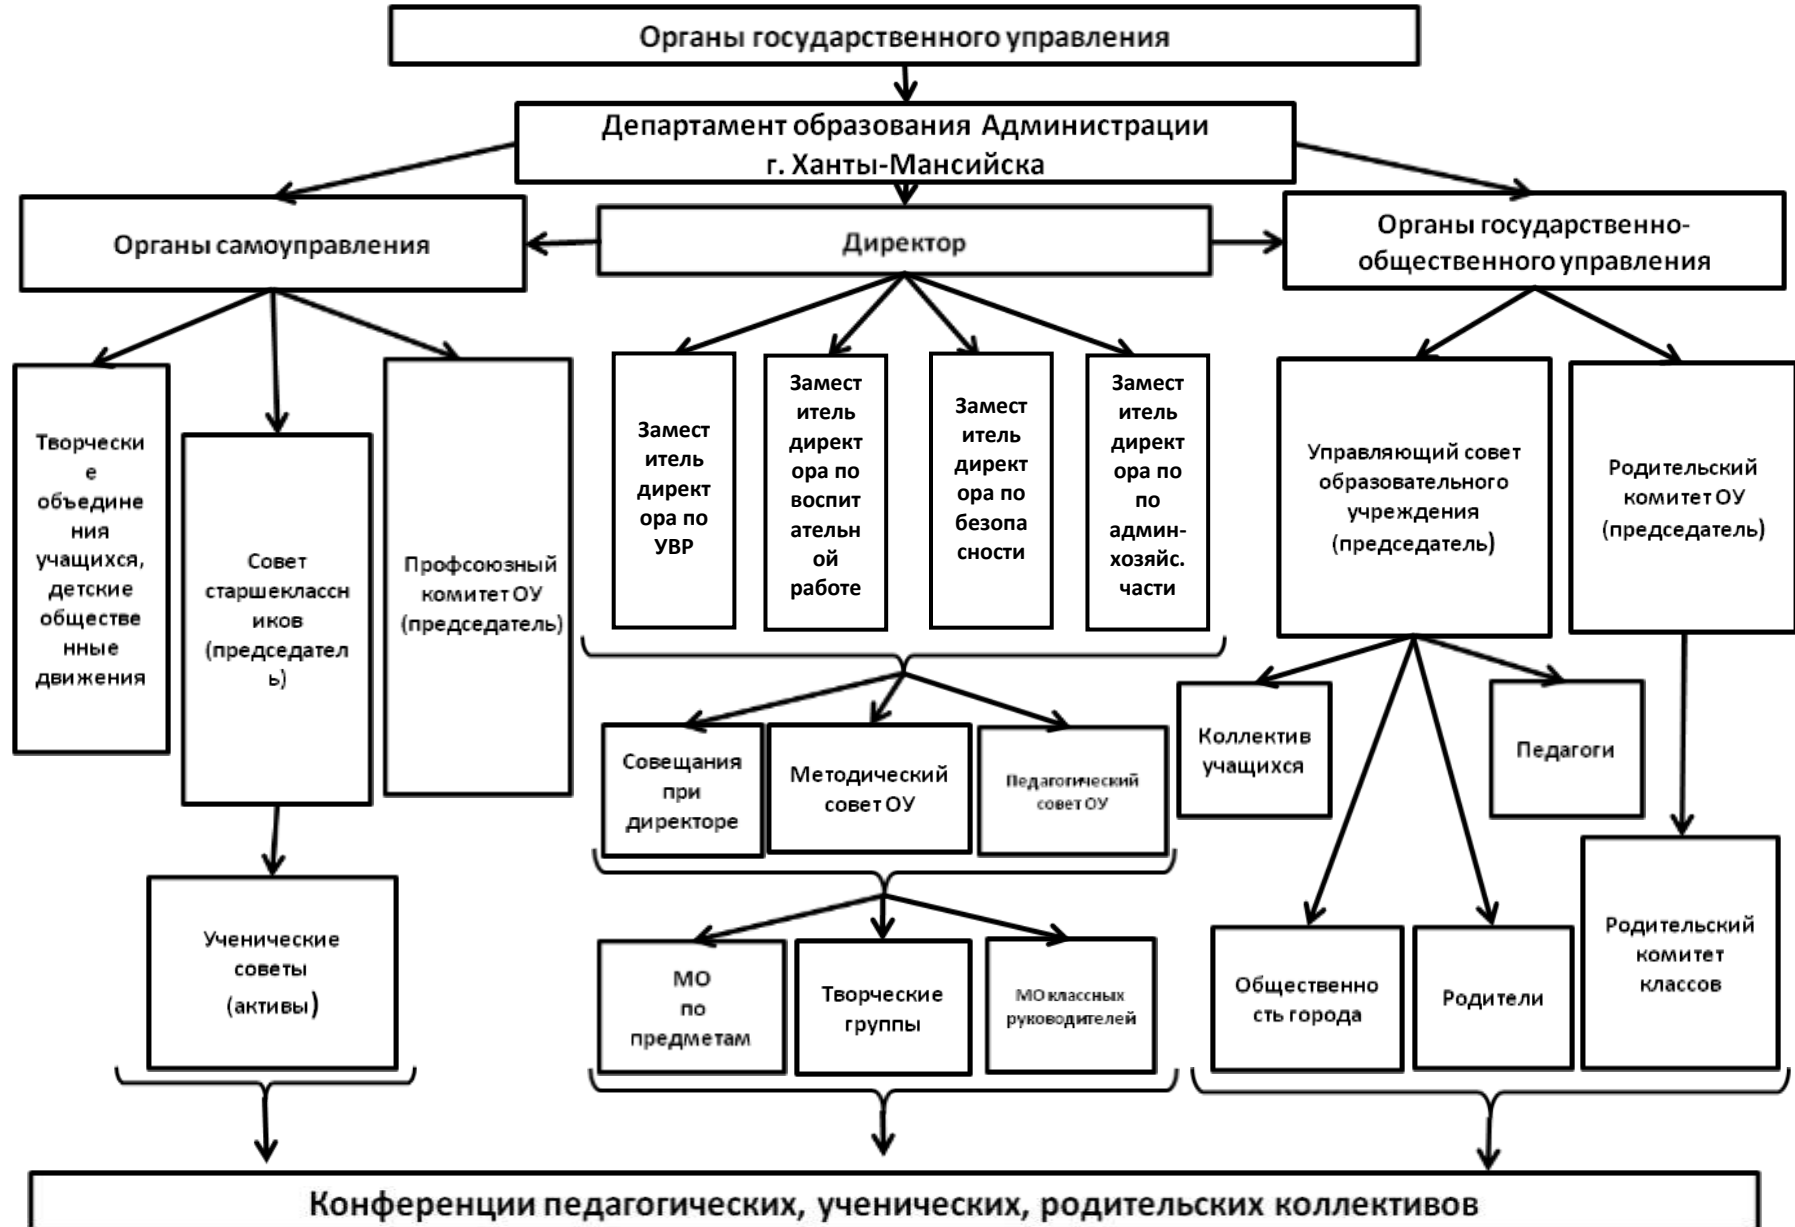 Органы государственного управления
Департамент образования Администрации
г. Ханты-Мансийска
Органы самоуправления
Директор
Органы государственно-
общественного управления
Творчески
е
объедине
ния
учащихся,
детские
обществе
нные
движения
Совет
старшеклассн
иков
(председател
ь)
Профсоюзный
комитет ОУ
(председатель)
Замест
итель
директ
ора по
УВР
Замест
итель
директ
ора по
воспит
ательн
ой
работе
Замест
итель
директ
ора по
безопа
сности
Замест
итель
директ
ора по
по
админ-
хозяйс.
части
Управляющий совет
образовательного
учреждения
(председатель)
Родительский
комитет ОУ
(председатель)
Совещания
при
директоре
Методический
совет ОУ
Педагогический
совет ОУ
Коллектив
учащихся
Педагоги
Ученические
советы
(активы)
МО
по
предметам
Творческие
группы
МО классных
руководителей
Общественно
сть города
Родители
Родительский
комитет
классов
Конференции педагогических, ученических, родительских коллективов